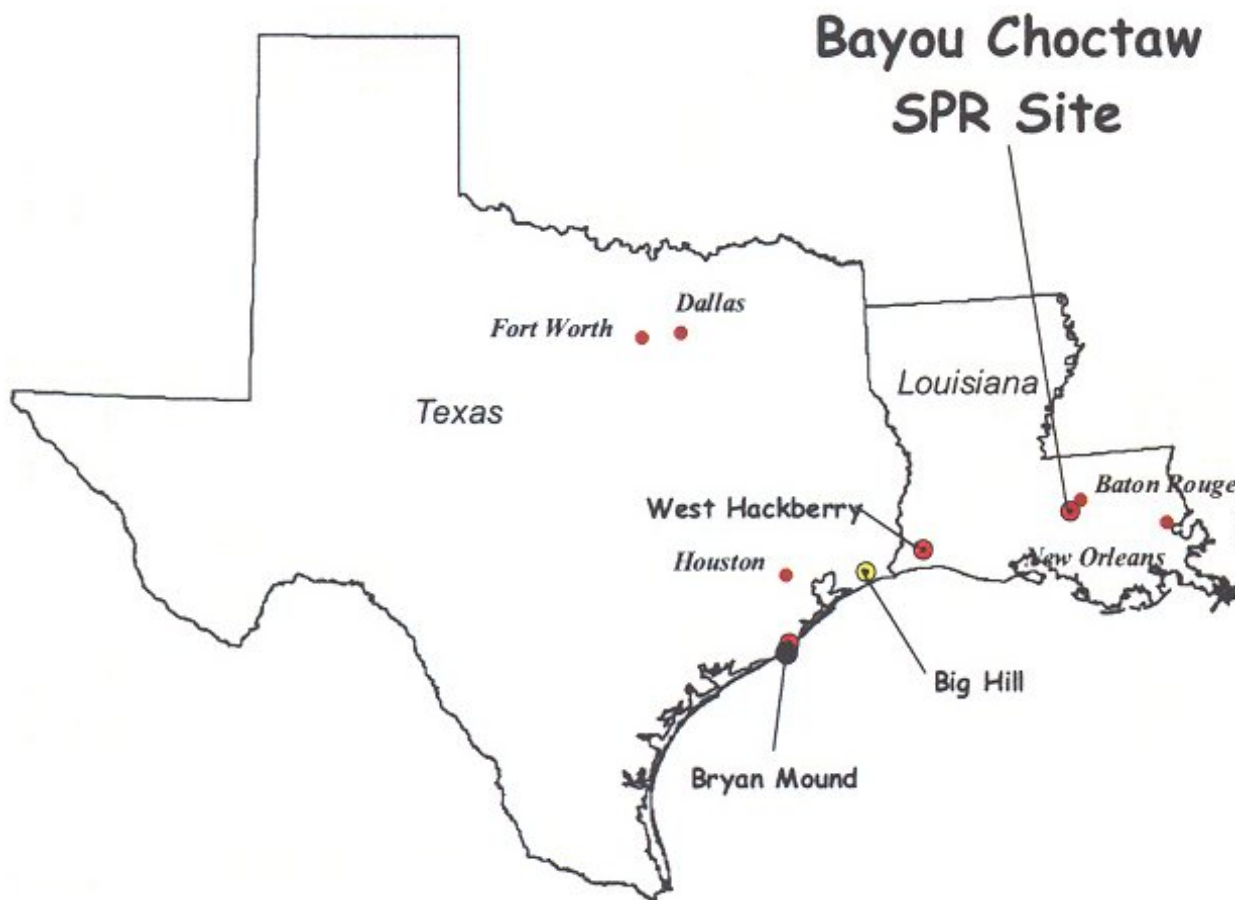 Bayou Choctaw
SPR Site
Dallas
Fort Worth
Louisiana
Texas
Baton Rouge
West Hackberry
Houston
New Orleans
Big Hill
Bryan Mound